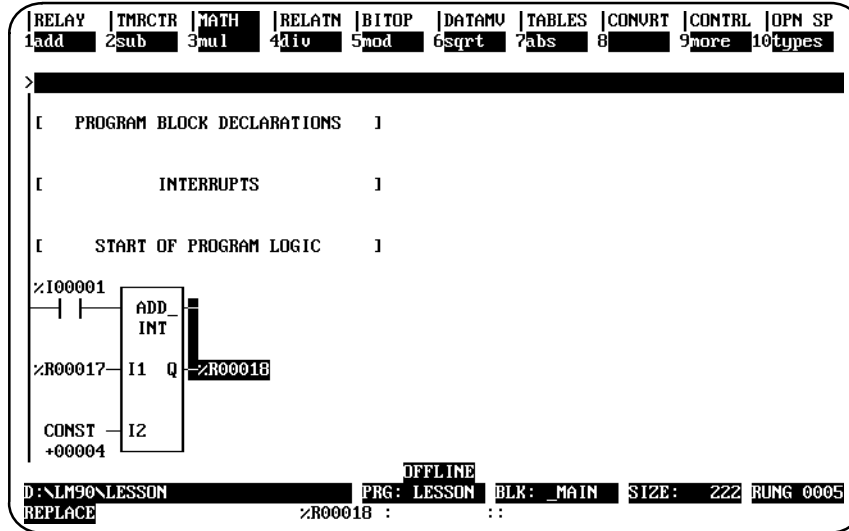 |RELAY |TMRCTR |MATH |RELATN |BITOP |DATAMV |TABLES |CONVRT |CONTRL |OPN SP
1add 2sub 3mul 4div 5mod 6sqrt 7abs 8 9more 10types
>
[ PROGRAM BLOCK DECLARATIONS ]
[ INTERRUPTS ]
[ START OF PROGRAM LOGIC ]
%I00001
ADD_
INT
%R00017 I1 Q %R00018
CONST I2
+00004
OFFLINE
D:\LM90\LESSON PRG: LESSON BLK: _MAIN SIZE: 222 RUNG 0005
REPLACE %R00018 : ::